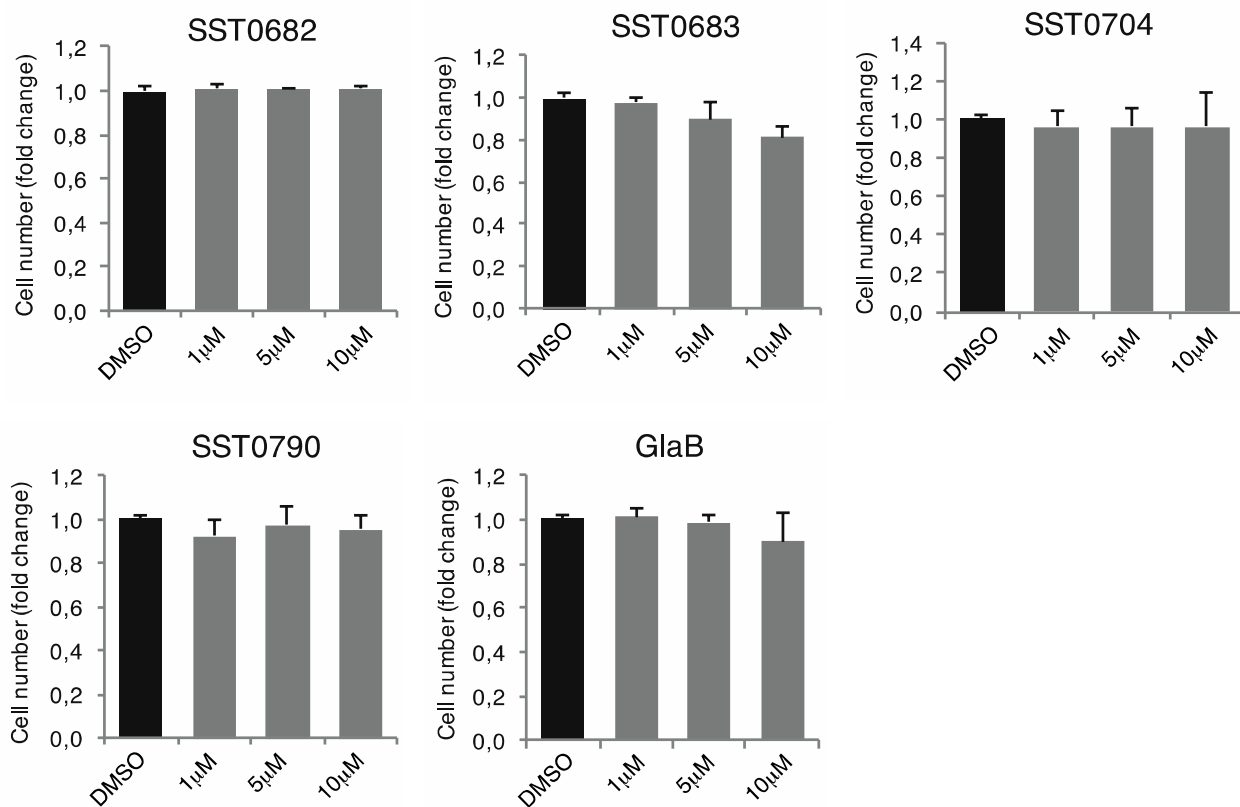 SST0682
Cell number (fold change)
1,2
1,0
0,8
0,6
0,4
0,2
0,0
DMSO
1μM
5μM
10μM
SST0683
Cell number (fold change)
1,2
1,0
0,8
0,6
0,4
0,2
0,0
DMSO
1μM
5μM
10μM
SST0704
Cell number (fodl change)
1,4
1,2
1,0
0,8
0,6
0,4
0,2
0,0
DMSO
1μM
5μM
10μM
SST0790
Cell number (fold change)
1,2
1,0
0,8
0,6
0,4
0,2
0,0
DMSO
1μM
5μM
10μM
GlaB
Cell number (fold change)
1,2
1,0
0,8
0,6
0,4
0,2
0,0
DMSO
1μM
5μM
10μM